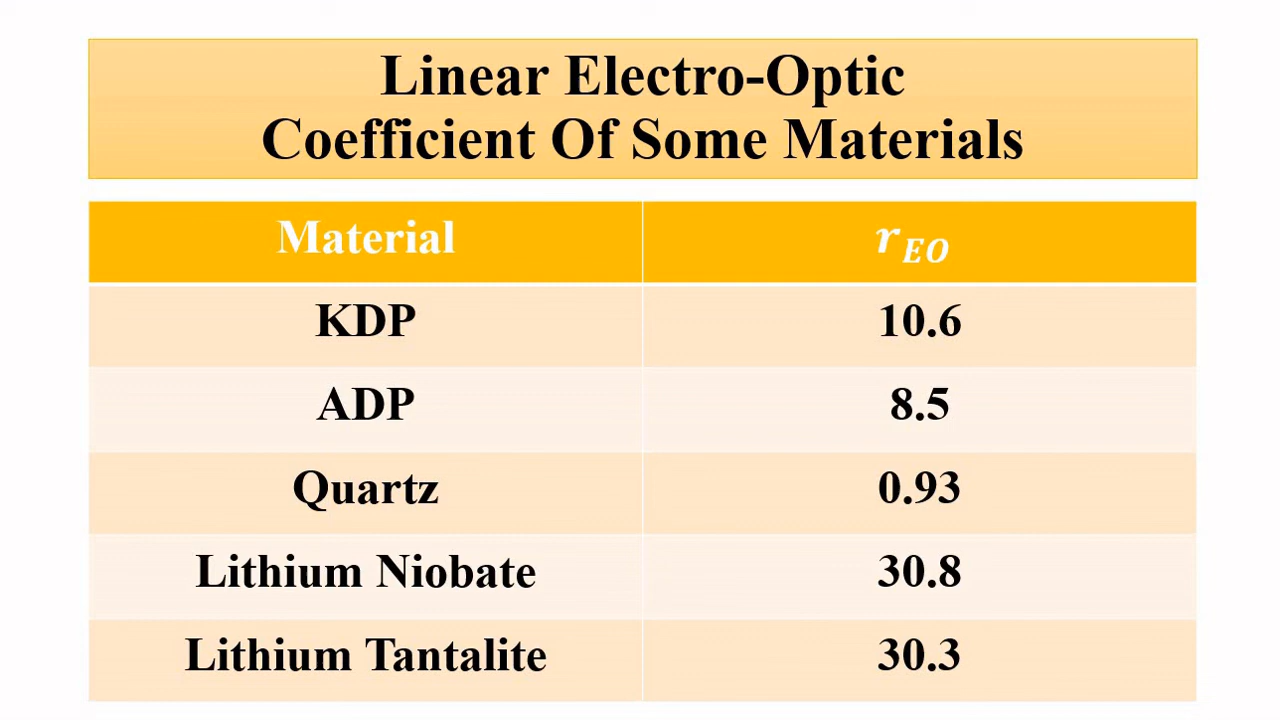 Linear Electro-Optic
Coefficient Of Some Materials
Material r_EO
KDP 10.6
ADP 8.5
Quartz 0.93
Lithium Niobate 30.8
Lithium Tantalite 30.3